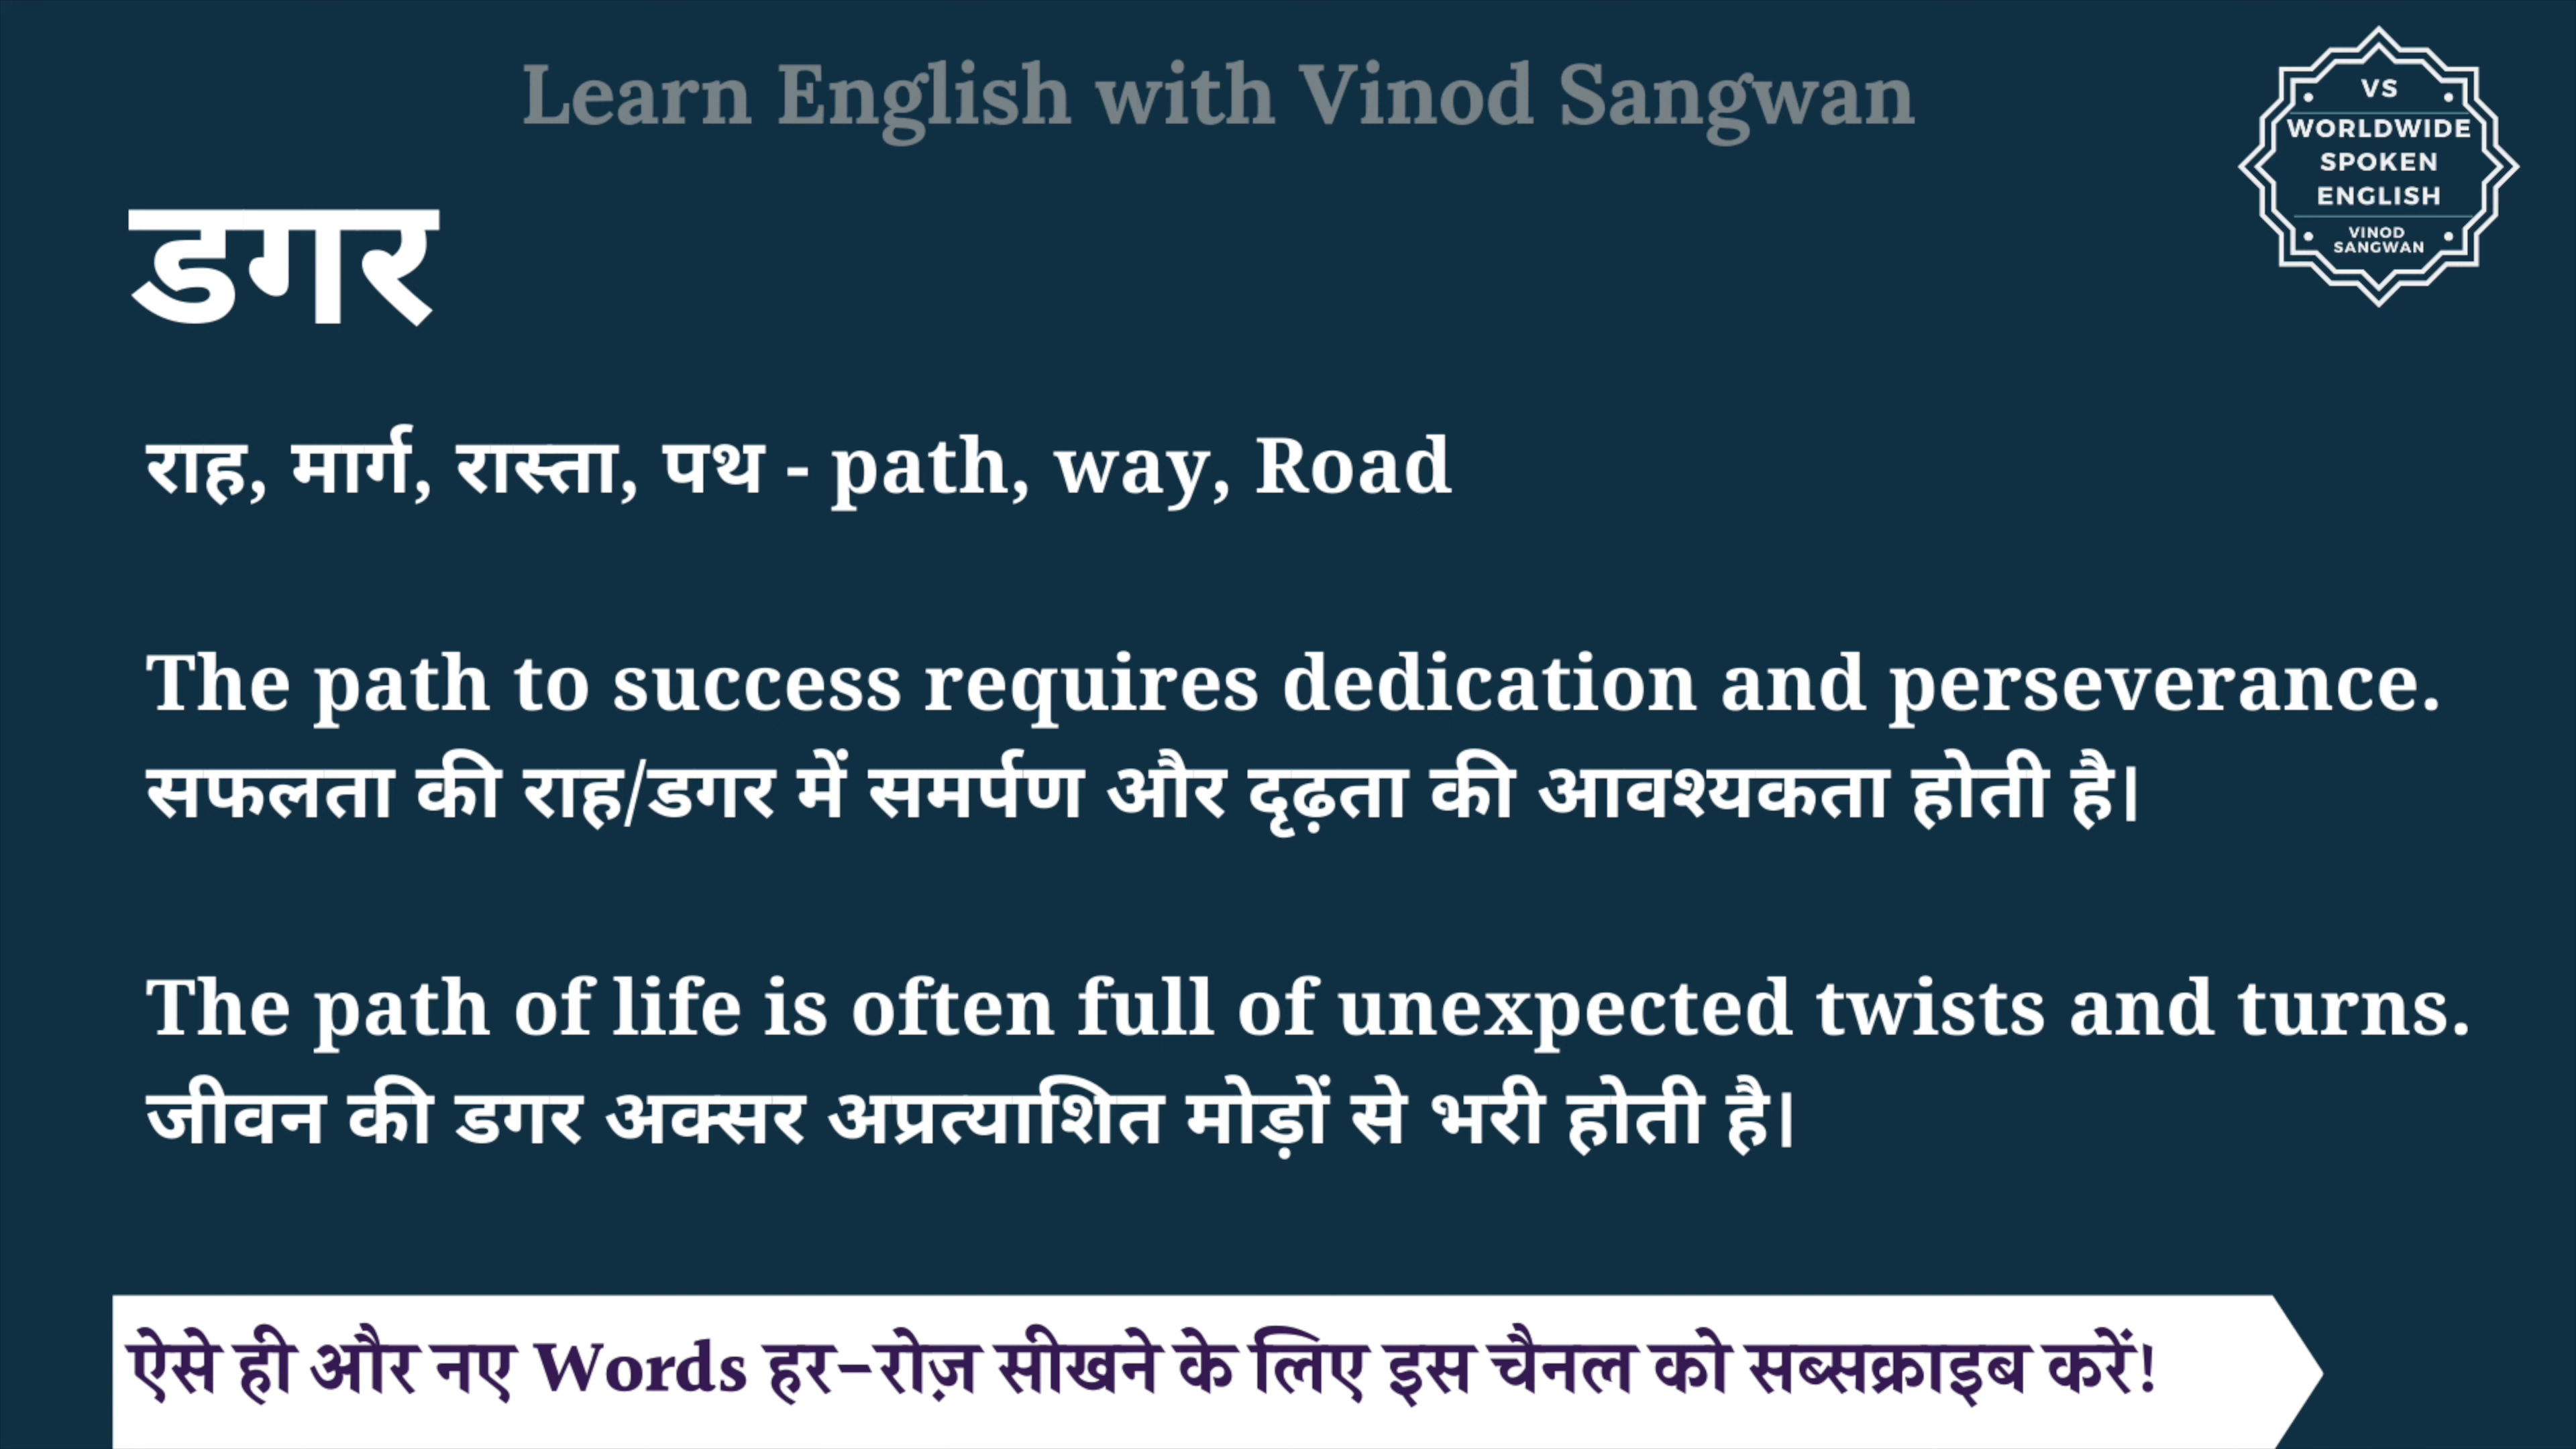 Learn English with Vinod Sangwan
VS
WORLDWIDE
SPOKEN
ENGLISH
VINOD
SANGWAN
डगर
राह, मार्ग, रास्ता, पथ - path, way, Road
The path to success requires dedication and perseverance.
सफलता की राह/डगर में समर्पण और दृढ़ता की आवश्यकता होती है।
The path of life is often full of unexpected twists and turns.
जीवन की डगर अक्सर अप्रत्याशित मोड़ों से भरी होती है।
ऐसे ही और नए Words हर-रोज़ सीखने के लिए इस चैनल को सब्सक्राइब करें!